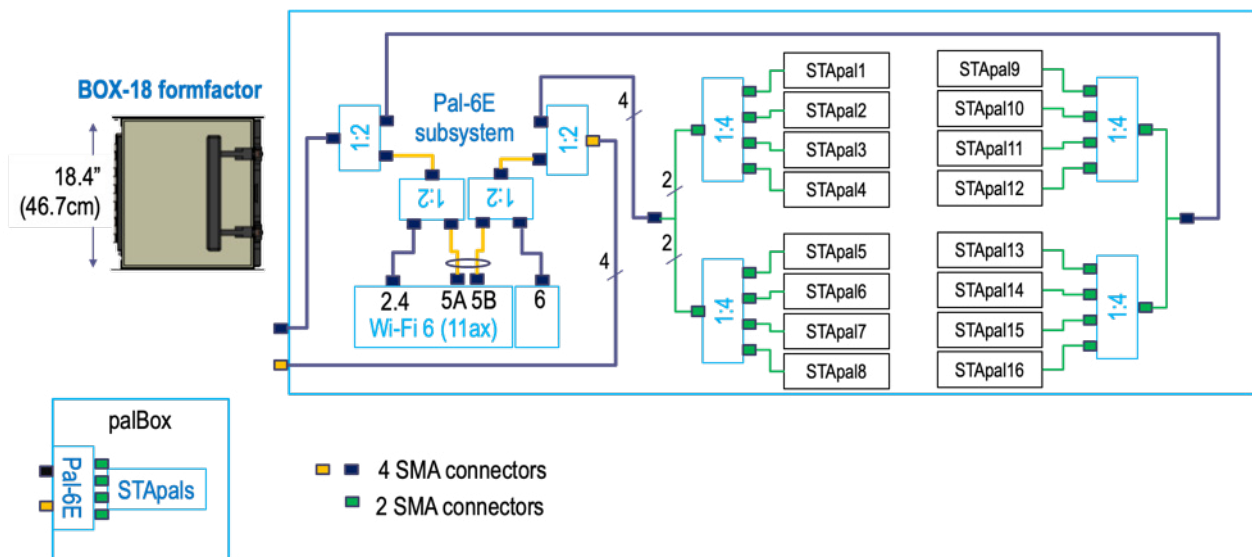 BOX-18 formfactor
18.4”
(46.7cm)
Pal-6E
subsystem
1:2
1:2
1:2
1:2
2.4
5A
5B
6
Wi-Fi 6 (11ax)
4
4
2
2
1:4
STApal1
STApal2
STApal3
STApal4
1:4
STApal5
STApal6
STApal7
STApal8
STApal9
STApal10
STApal11
STApal12
1:4
STApal13
STApal14
STApal15
STApal16
1:4
palBox
Pal-6E
STApals
4 SMA connectors
2 SMA connectors